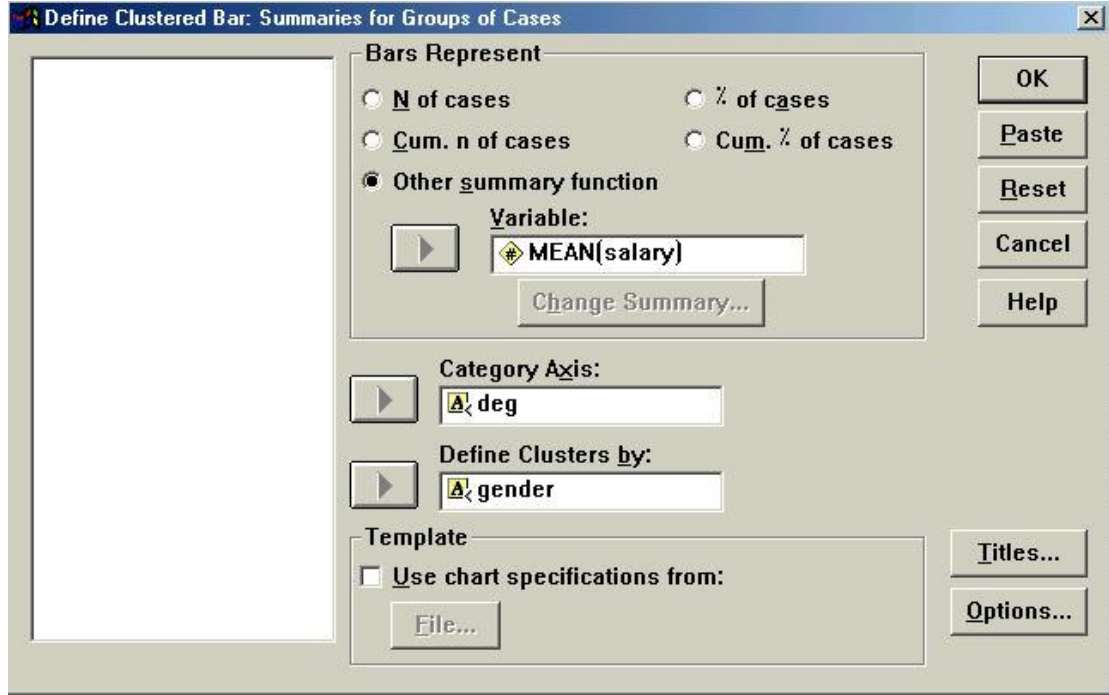 Define Clustered Bar: Summaries for Groups of Cases
Bars Represent
N of cases
% of cases
Cum. n of cases
Cum. % of cases
Other summary function
Variable:
MEAN(salary)
Change Summary...
Category Axis:
deg
Define Clusters by:
gender
Template
Use chart specifications from:
File...
OK
Paste
Reset
Cancel
Help
Titles...
Options...